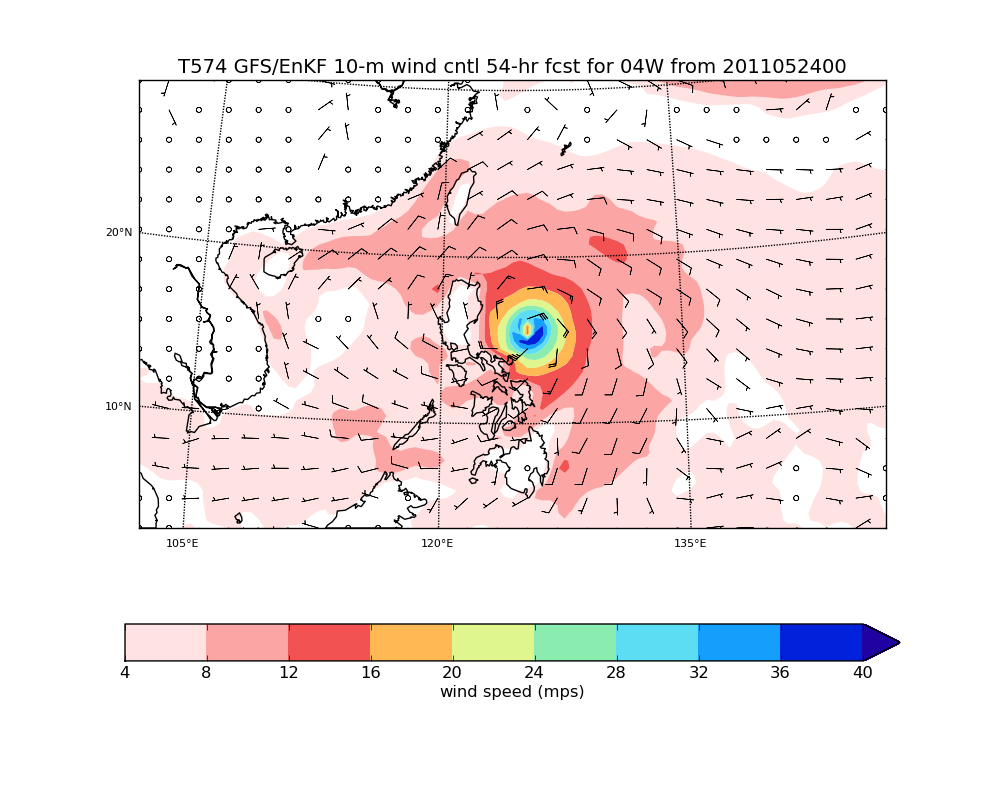 T574 GFS/EnKF 10-m wind cntl 54-hr fcst for 04W from 2011052400
20°N
10°N
105°E 120°E 135°E
4 8 12 16 20 24 28 32 36 40
wind speed (mps)